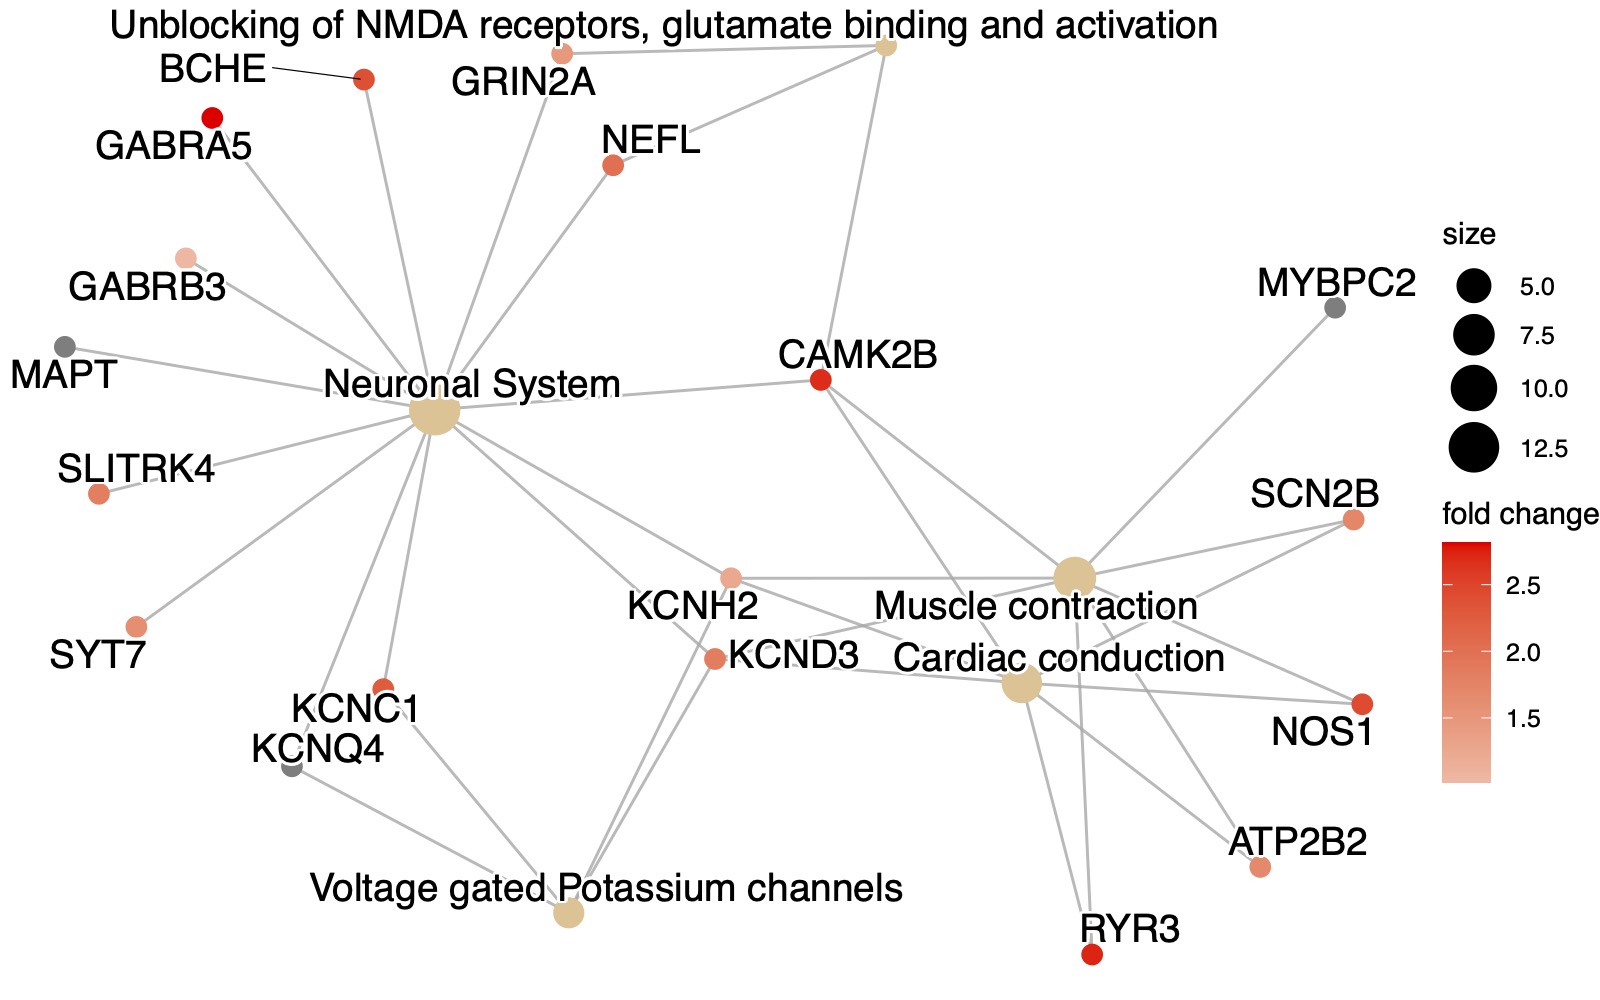 Unblocking of NMDA receptors, glutamate binding and activation
BCHE
GRIN2A
GABRA5
NEFL
GABRB3
MAPT
Neuronal System
CAMK2B
MYBPC2
SLITRK4
SCN2B
SYT7
KCNH2
Muscle contraction
KCND3
Cardiac conduction
KCNC1
KCNQ4
NOS1
ATP2B2
Voltage gated Potassium channels
RYR3
size
5.0
7.5
10.0
12.5
fold change
2.5
2.0
1.5